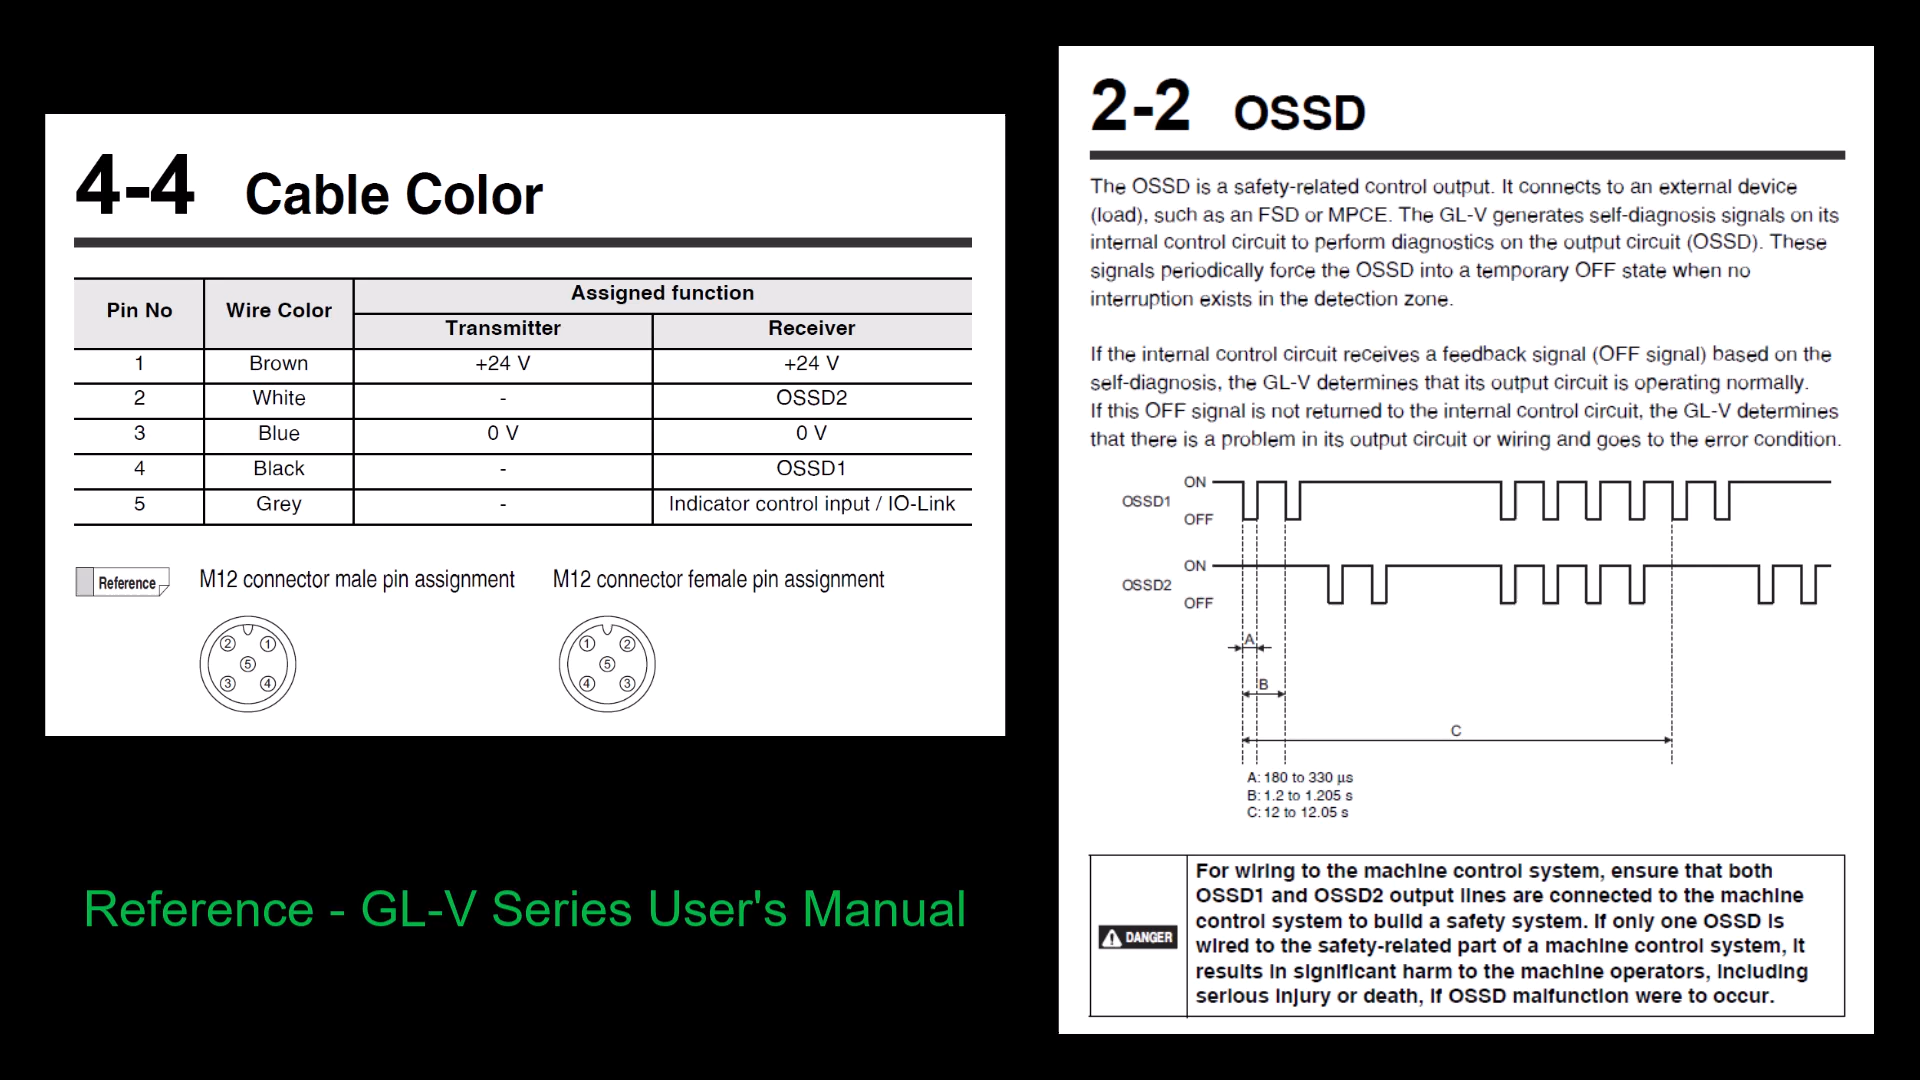 4-4 Cable Color
Pin No Wire Color Assigned function
Transmitter Receiver
1 Brown +24 V +24 V
2 White - OSSD2
3 Blue 0 V 0 V
4 Black - OSSD1
5 Grey - Indicator control input / IO-Link
Reference M12 connector male pin assignment M12 connector female pin assignment
2 1 1 2
5 5
3 4 4 3
Reference - GL-V Series User's Manual
2-2 OSSD
The OSSD is a safety-related control output. It connects to an external device
(load), such as an FSD or MPCE. The GL-V generates self-diagnosis signals on its
internal control circuit to perform diagnostics on the output circuit (OSSD). These
signals periodically force the OSSD into a temporary OFF state when no
interruption exists in the detection zone.
If the internal control circuit receives a feedback signal (OFF signal) based on the
self-diagnosis, the GL-V determines that its output circuit is operating normally.
If this OFF signal is not returned to the internal control circuit, the GL-V determines
that there is a problem in its output circuit or wiring and goes to the error condition.
ON
OSSD1
OFF
ON
OSSD2
OFF
A
B
C
A: 180 to 330 µs
B: 1.2 to 1.205 s
C: 12 to 12.05 s
DANGER
For wiring to the machine control system, ensure that both
OSSD1 and OSSD2 output lines are connected to the machine
control system to build a safety system. If only one OSSD is
wired to the safety-related part of a machine control system, it
results in significant harm to the machine operators, including
serious injury or death, if OSSD malfunction were to occur.